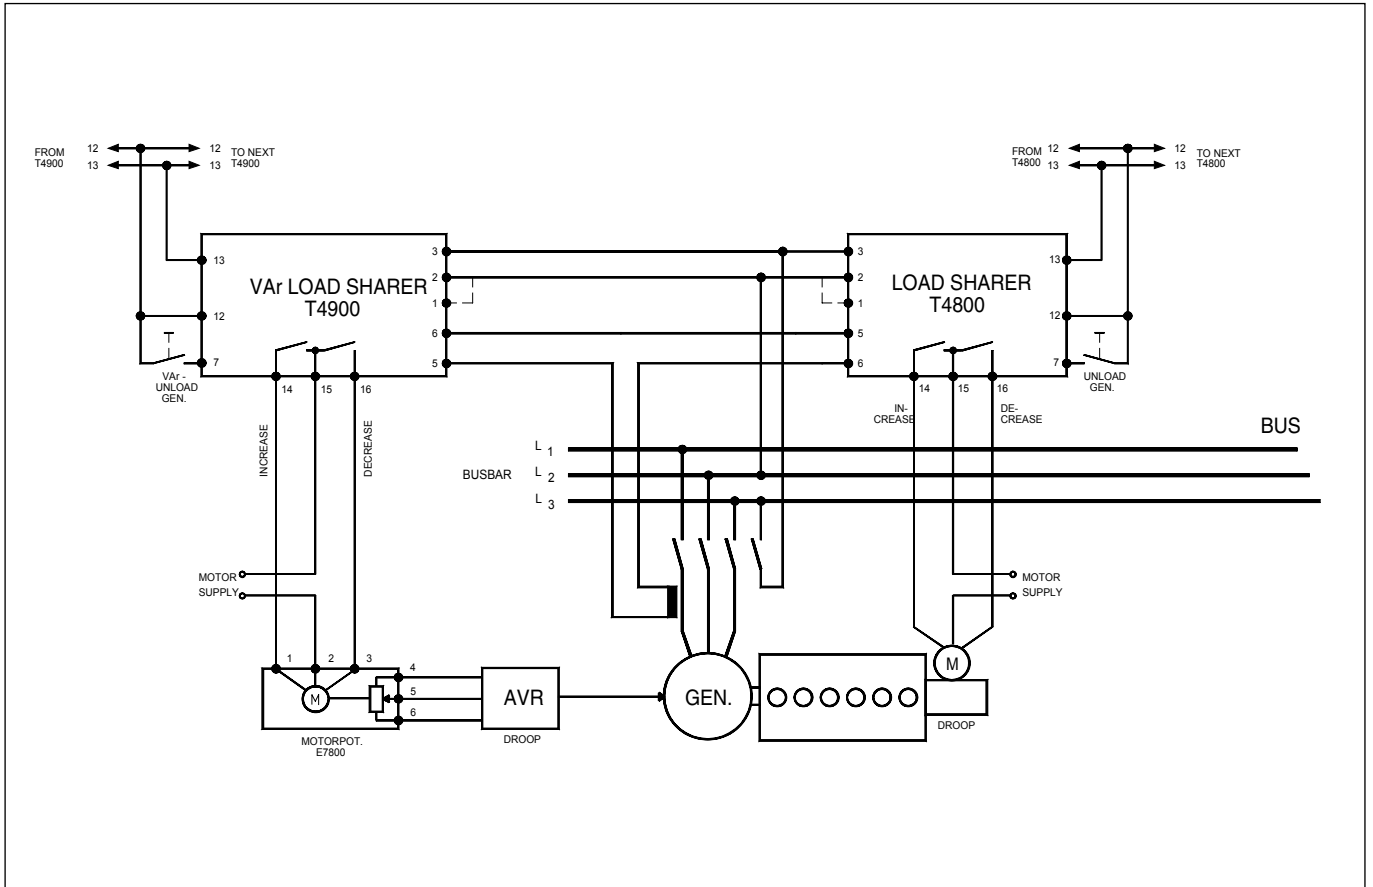 FROM 12 12 TO NEXT
T4900 13 13 T4900
FROM 12 12 TO NEXT
T4800 13 13 T4800
13
VAr LOAD SHARER
T4900
3
2
1
6
5
12
7
VAr -
UNLOAD
GEN.
14 15 16
3
2
1
5
6
LOAD SHARER
T4800
13
12
7
UNLOAD
GEN.
14 15 16
IN-
CREASE
DE-
CREASE
INCREASE
DECREASE
BUS
BUSBAR
L 1
L 2
L 3
MOTOR
SUPPLY
MOTOR
SUPPLY
1 2 3
4
5
6
M
MOTORPOT.
E7800
AVR
DROOP
GEN.
M
DROOP